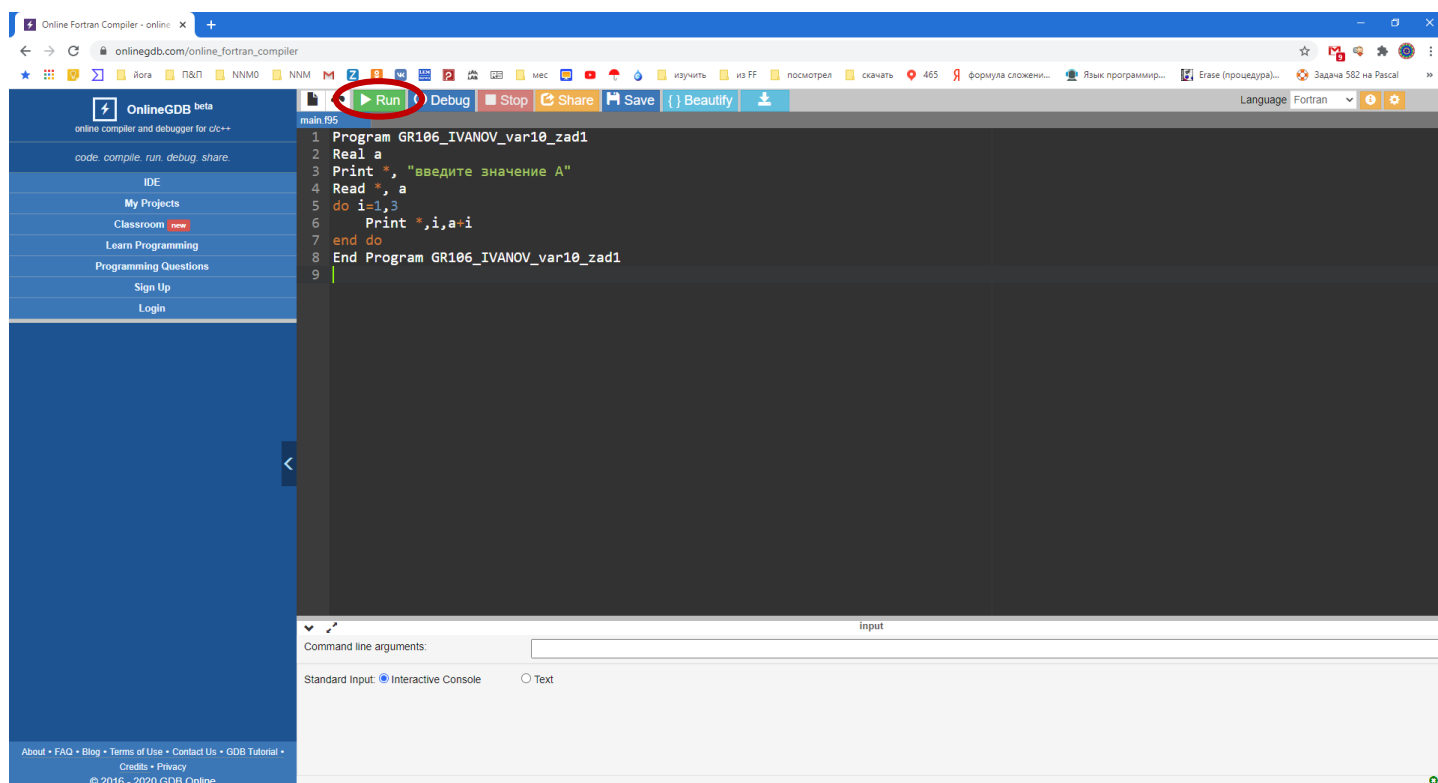 Online Fortran Compiler - online
onlinegdb.com/online_fortran_compiler
9
йога П&П NNM0 NNM мес изучить из FF посмотрел скачать 465 формула сложени... Язык программир... Erase (процедура)... Задача 582 на Pascal »
OnlineGDB beta
online compiler and debugger for c/c++
code. compile. run. debug. share.
IDE
My Projects
Classroom new
Learn Programming
Programming Questions
Sign Up
Login
About • FAQ • Blog • Terms of Use • Contact Us • GDB Tutorial •
Credits • Privacy
© 2016 - 2020 GDB Online
Run Debug Stop Share Save { } Beautify Language Fortran
main.f95
1 Program GR106_IVANOV_var10_zad1
2 Real a
3 Print *, "введите значение A"
4 Read *, a
5 do i=1,3
6 Print *,i,a+i
7 end do
8 End Program GR106_IVANOV_var10_zad1
9
input
Command line arguments:
Standard Input: Interactive Console Text